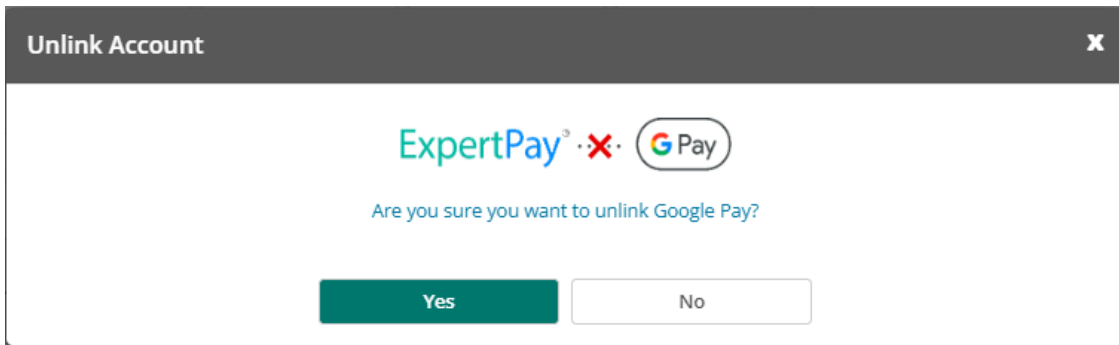 Unlink Account X
ExpertPay® G Pay
Are you sure you want to unlink Google Pay?
Yes No